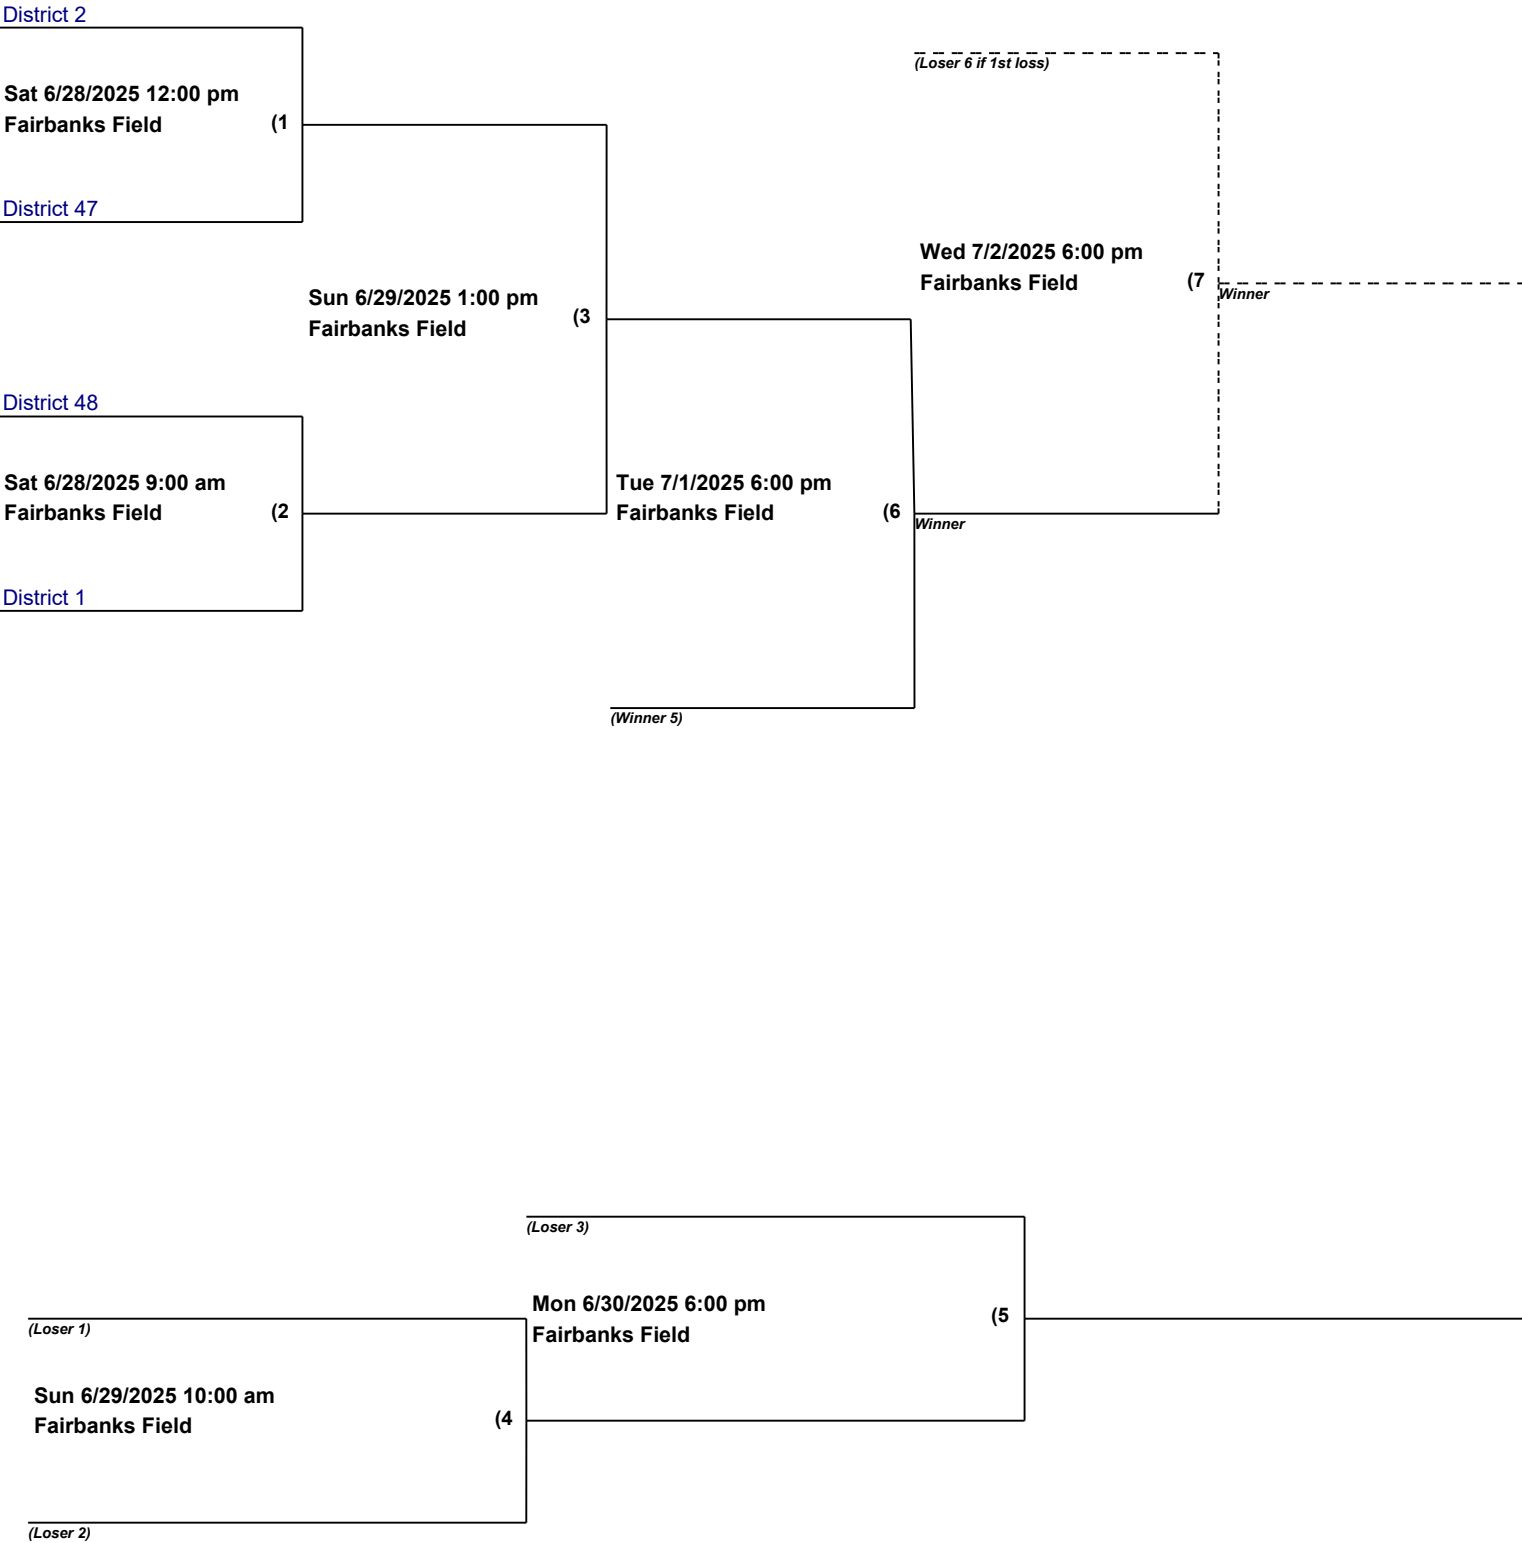 District 2
Sat 6/28/2025 12:00 pm
Fairbanks Field
(1
District 47
Sun 6/29/2025 1:00 pm
Fairbanks Field
(3
District 48
Sat 6/28/2025 9:00 am
Fairbanks Field
(2
District 1
(Loser 6 if 1st loss)
Wed 7/2/2025 6:00 pm
Fairbanks Field
(7
Winner
Tue 7/1/2025 6:00 pm
Fairbanks Field
(6
Winner
(Winner 5)
(Loser 3)
Mon 6/30/2025 6:00 pm
Fairbanks Field
(5
(Loser 1)
Sun 6/29/2025 10:00 am
Fairbanks Field
(4
(Loser 2)